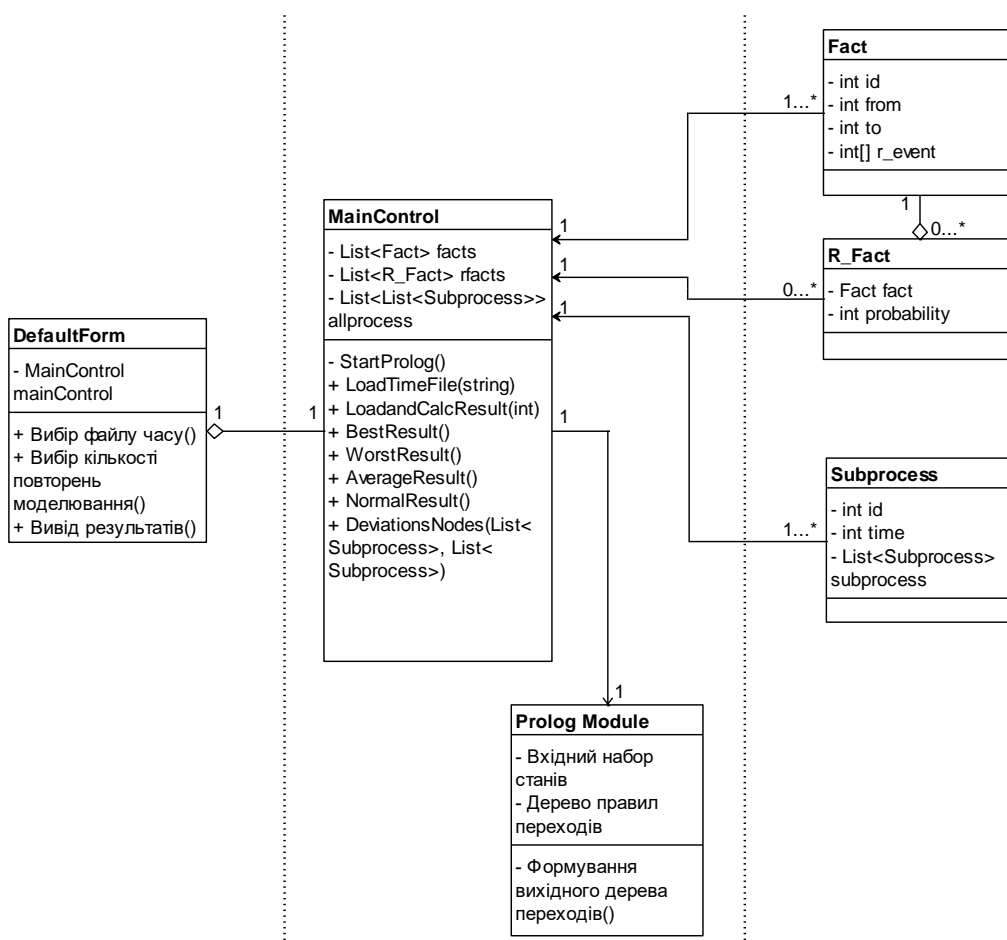 DefaultForm
- MainControl
mainControl
+ Вибір файлу часу()
+ Вибір кількості
повторень
моделювання()
+ Вивід результатів()
1
1
MainControl
- List<Fact> facts
- List<R_Fact> rfacts
- List<List<Subprocess>>
allprocess
- StartProlog()
+ LoadTimeFile(string)
+ LoadandCalcResult(int)
+ BestResult()
+ WorstResult()
+ AverageResult()
+ NormalResult()
+ DeviationsNodes(List<
Subprocess>, List<
Subprocess>)
1
1
1
1
1
Prolog Module
- Вхідний набор
станів
- Дерево правил
переходів
- Формування
вихідного дерева
переходів()
1...*
Fact
- int id
- int from
- int to
- int[] r_event
1
0...*
0...*
R_Fact
- Fact fact
- int probability
1...*
Subprocess
- int id
- int time
- List<Subprocess>
subprocess